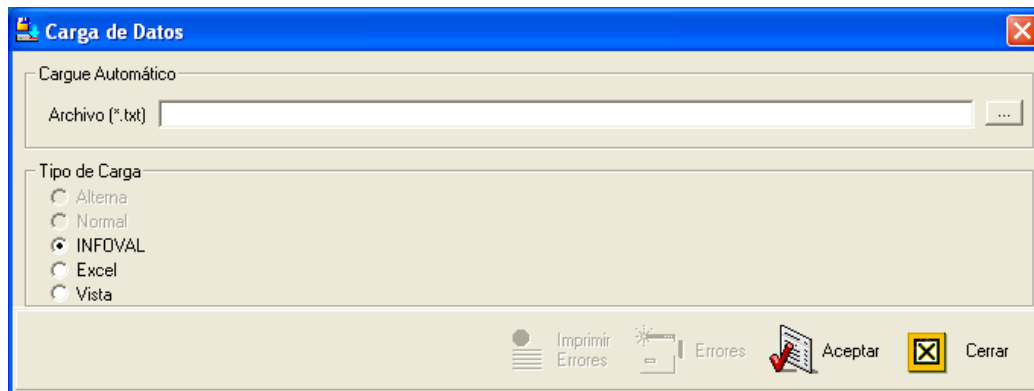 Carga de Datos
Cargue Automático
Archivo (*.txt)
...
Tipo de Carga
Alterna
Normal
INFOVAL
Excel
Vista
Imprimir
Errores
Errores
Aceptar
Cerrar